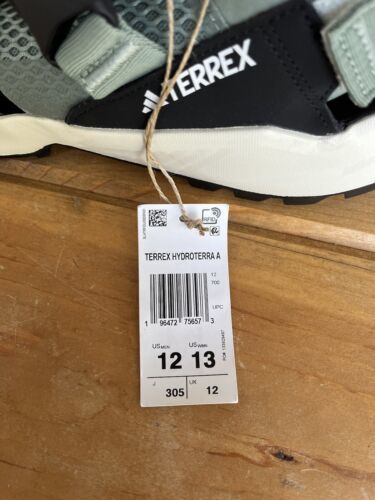 TERREX
RFID
TERREX HYDROTERRA A
12
700
UPC
1 96472 75657 3
US MEN US WMN
12 13
J UK
305 12